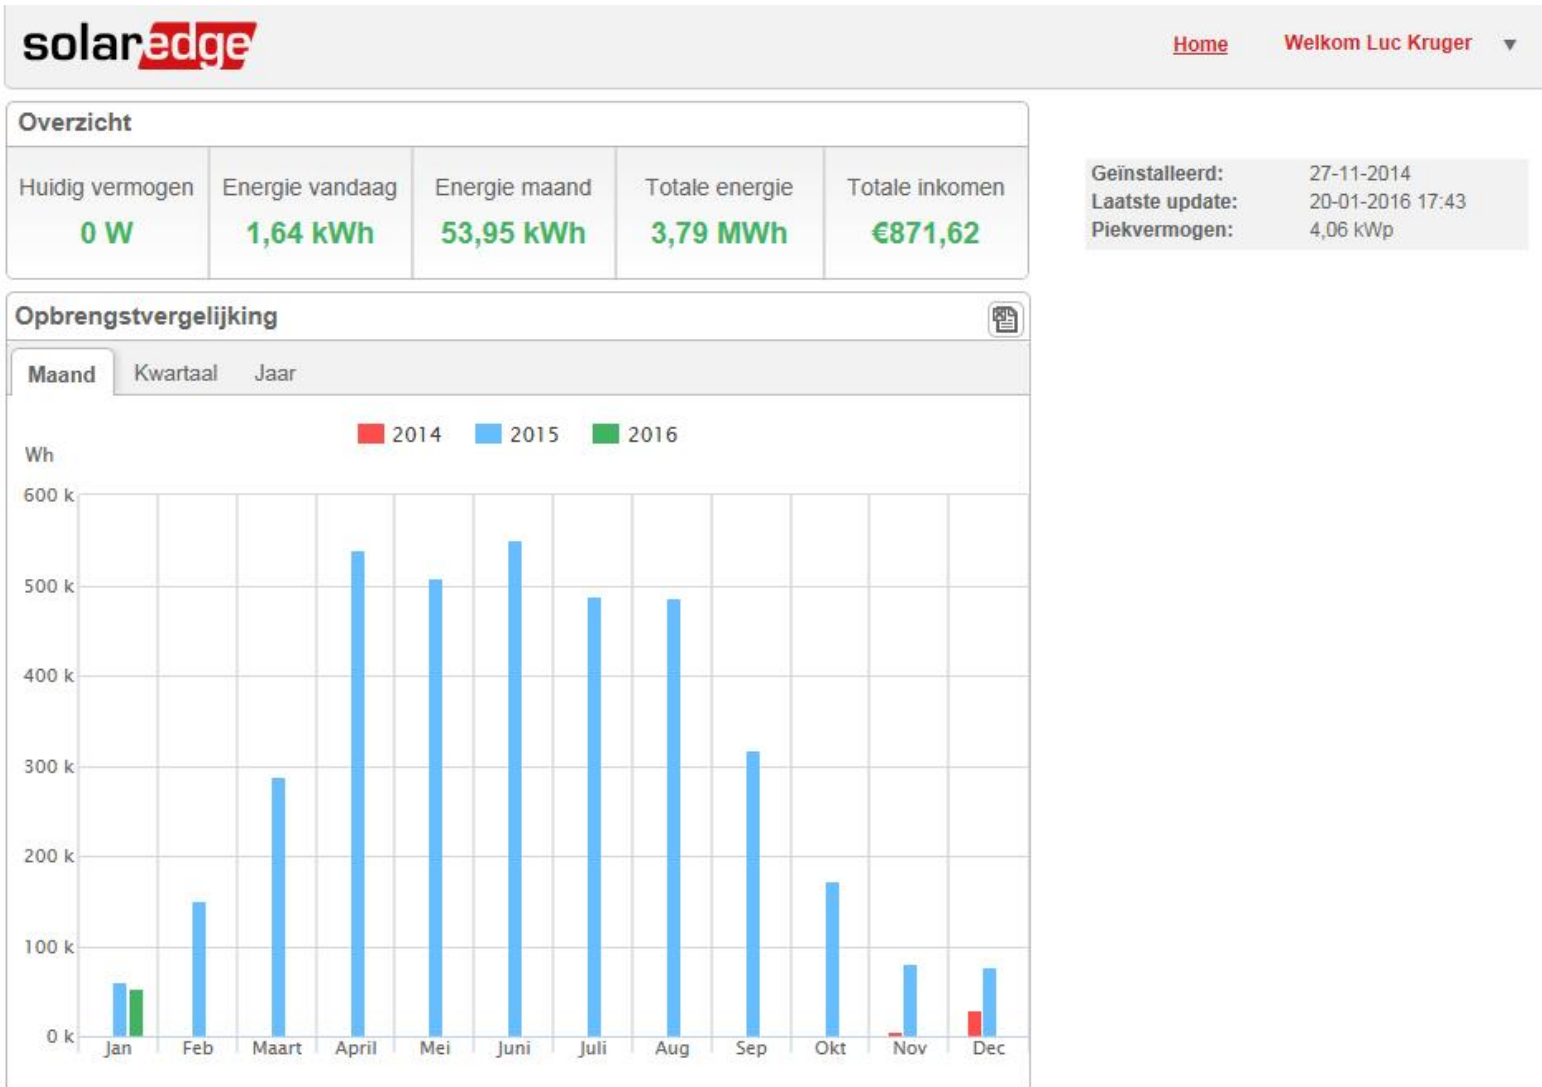 solaredge
Home Welkom Luc Kruger
Overzicht
Huidig vermogen Energie vandaag Energie maand Totale energie Totale inkomen
0 W 1,64 kWh 53,95 kWh 3,79 MWh €871,62
Geïnstalleerd: 27-11-2014
Laatste update: 20-01-2016 17:43
Piekvermogen: 4,06 kWp
Opbrengstvergelijking
Maand Kwartaal Jaar
2014 2015 2016
Wh
600 k
500 k
400 k
300 k
200 k
100 k
0 k
Jan Feb Maart April Mei Juni Juli Aug Sep Okt Nov Dec